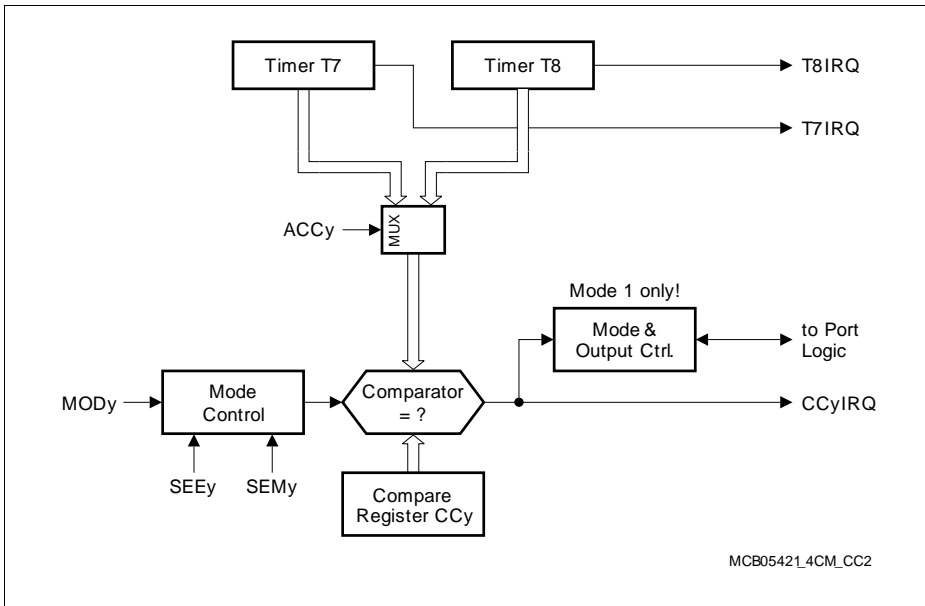 Timer T7
Timer T8
T8IRQ
T7IRQ
ACCy
MUX
Mode 1 only!
Mode &
Output Ctrl.
to Port
Logic
MODy
Mode
Control
Comparator
= ?
CCyIRQ
SEEy
SEMy
Compare
Register CCy
MCB05421_4CM_CC2